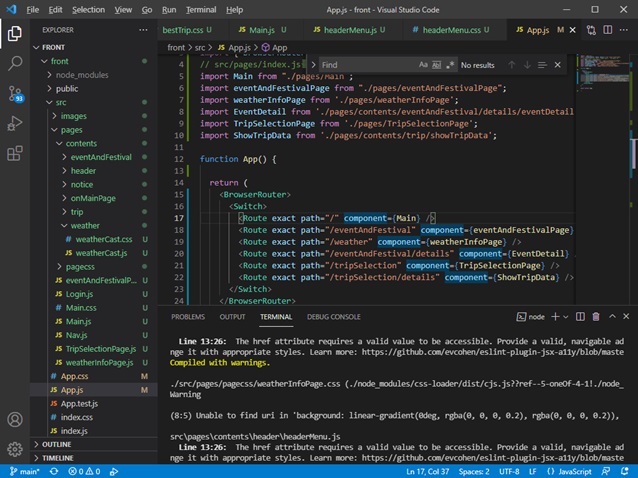 File Edit Selection View Go Run Terminal Help App.js - front - Visual Studio Code
EXPLORER
FRONT
front
node_modules
public
src
images
pages
contents
eventAndFestival
header
notice
onMainPage
trip
weather
weatherCast.css U
weatherCast.js U
pagecss
eventAndFestivalP... U
Login.js U
Main.css U
Main.js U
Nav.js U
TripSelectionPage.js U
weatherInfoPage.js U
App.css M
App.js M
App.test.js
index.css
index.js
OUTLINE
TIMELINE
93
bestTrip.css U
Main.js U
headerMenu.js U
headerMenu.css U
App.js M
front > src > App.js > App
Find
Aa
No results
4 // src/pages/index.js
5 import Main from "./pages/main";
6 import eventAndFestivalPage from "./pages/eventAndFestivalPage";
7 import weatherInfoPage from './pages/weatherInfoPage';
8 import EventDetail from './pages/contents/eventAndFestival/details/eventDetail
9 import TripSelectionPage from './pages/TripSelectionPage';
10 import ShowTripData from './pages/contents/trip/showTripData';
11
12 function App() {
13
14 return (
15 <BrowserRouter>
16 <Switch>
17 <Route exact path="/" component={Main} />
18 <Route exact path="/eventAndFestival" component={eventAndFestivalPage}
19 <Route exact path="/weather" component={weatherInfoPage} />
20 <Route exact path="/eventAndFestival/details" component={EventDetail} /
21 <Route exact path="/tripSelection" component={TripSelectionPage} />
22 <Route exact path="/tripSelection/details" component={ShowTripData} />
23 </Switch>
24 </BrowserRouter>
PROBLEMS OUTPUT TERMINAL DEBUG CONSOLE
node
Line 13:26: The href attribute requires a valid value to be accessible. Provide a valid, navigable ad
nge it with appropriate styles. Learn more: https://github.com/evcohen/eslint-plugin-jsx-a11y/blob/maste
Compiled with warnings.
./src/pages/pagecss/weatherInfoPage.css (./node_modules/css-loader/dist/cjs.js??ref--5-oneOf-4-1!./node_
Warning
(8:5) Unable to find uri in 'background: linear-gradient(0deg, rgba(0, 0, 0, 0.2), rgba(0, 0, 0, 0.2)),
src\pages\contents\header\headerMenu.js
Line 13:26: The href attribute requires a valid value to be accessible. Provide a valid, navigable ad
nge it with appropriate styles. Learn more: https://github.com/evcohen/eslint-plugin-jsx-a11y/blob/maste
main* 0 0 Ln 17, Col 37 Spaces: 2 UTF-8 LF {} JavaScript Go Live